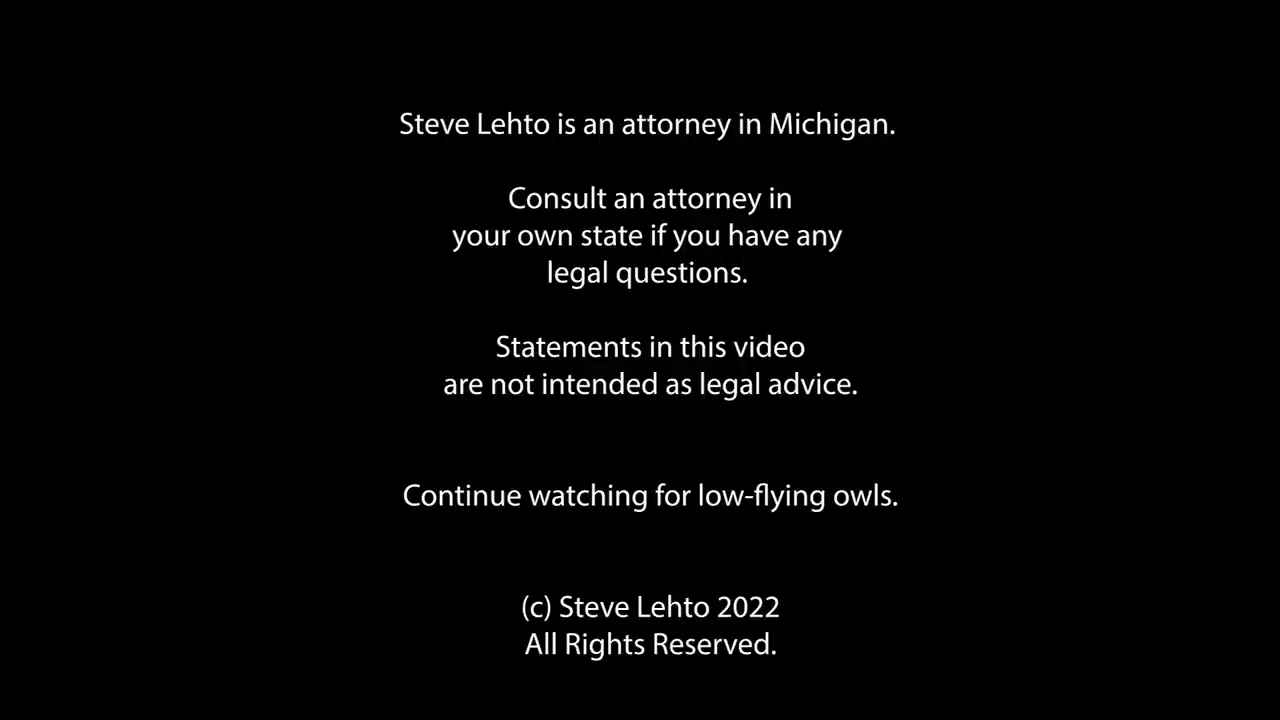 Steve Lehto is an attorney in Michigan.
Consult an attorney in
your own state if you have any
legal questions.
Statements in this video
are not intended as legal advice.
Continue watching for low-flying owls.
(c) Steve Lehto 2022
All Rights Reserved.